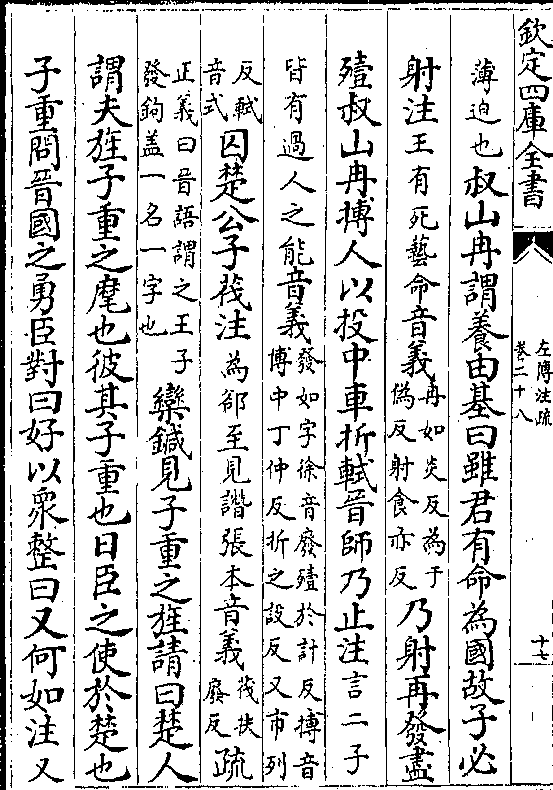 欽定四庫全書
左傳注疏
卷二十八
十七
薄迫也叔山冉謂養由基曰雖君有命為國故子必
射注王有死藝命音義冉如炎反為于偽反射食亦反乃射再發盡
殪叔山冉搏人以投中車折軾晉師乃止注言二子
皆有過人之能音義發如字徐音廢殪於計反搏音博中丁仲反折之設反又市列
反軾音式囚楚公子茷注為郤至見譖張本音義茷扶廢反疏
正義曰晉語謂之王子發鉤盖一名一字也欒鍼見子重之旌請曰楚人
謂夫旌子重之麾也彼其子重也日臣之使於楚也
子重問晉國之勇臣對曰好以衆整曰又何如注又